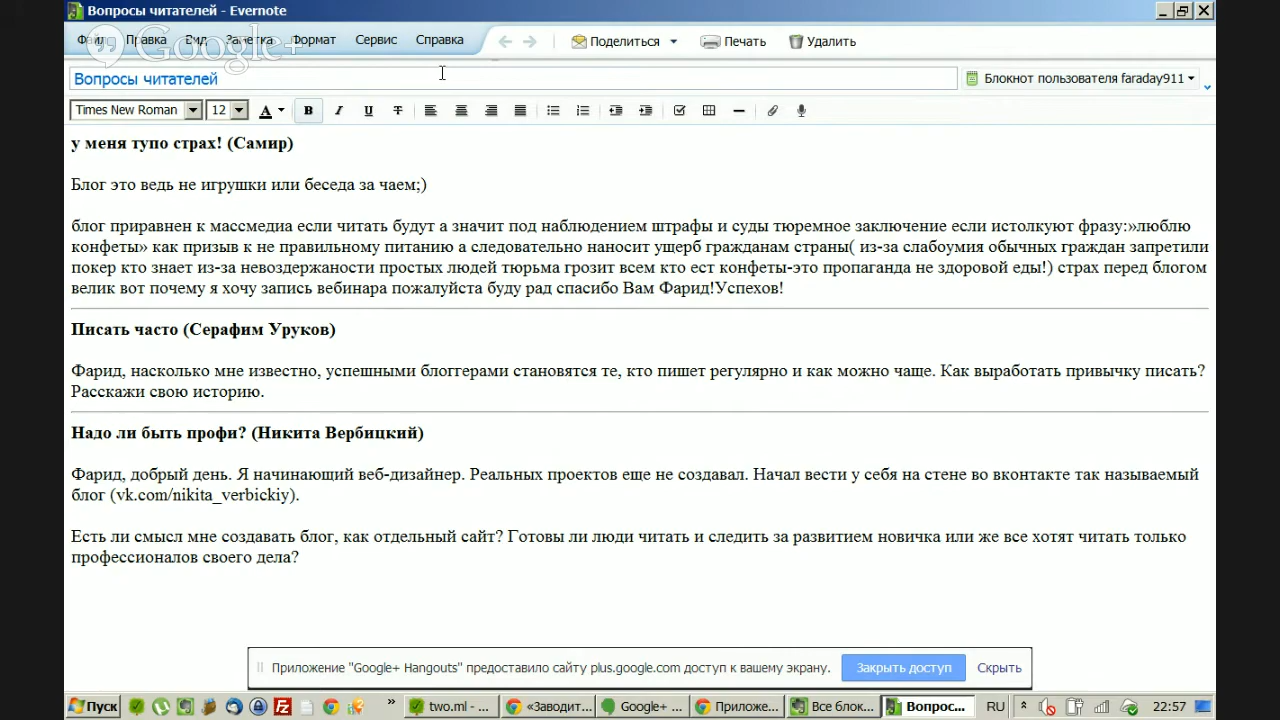 Вопросы читателей - Evernote
Файл Правка Вид Заметка Формат Сервис Справка Поделиться Печать Удалить
Google+
Вопросы читателей Блокнот пользователя faraday911
Times New Roman 12
у меня тупо страх! (Самир)
Блог это ведь не игрушки или беседа за чаем;)
блог приравнен к массмедиа если читать будут а значит под наблюдением штрафы и суды тюремное заключение если истолкуют фразу:»люблю
конфеты» как призыв к не правильному питанию а следовательно наносит ущерб гражданам страны( из-за слабоумия обычных граждан запретили
покер кто знает из-за невоздержаности простых людей тюрьма грозит всем кто ест конфеты-это пропаганда не здоровой еды!) страх перед блогом
велик вот почему я хочу запись вебинара пожалуйста буду рад спасибо Вам Фарид!Успехов!
Писать часто (Серафим Уруков)
Фарид, насколько мне известно, успешными блоггерами становятся те, кто пишет регулярно и как можно чаще. Как выработать привычку писать?
Расскажи свою историю.
Надо ли быть профи? (Никита Вербицкий)
Фарид, добрый день. Я начинающий веб-дизайнер. Реальных проектов еще не создавал. Начал вести у себя на стене во вконтакте так называемый
блог (vk.com/nikita_verbickiy).
Есть ли смысл мне создавать блог, как отдельный сайт? Готовы ли люди читать и следить за развитием новичка или же все хотят читать только
профессионалов своего дела?
Приложение "Google+ Hangouts" предоставило сайту plus.google.com доступ к вашему экрану. Закрыть доступ Скрыть
Пуск » two.ml - ... «Заводит... Google+ ... Приложе... Все блок... Вопрос... RU 22:57